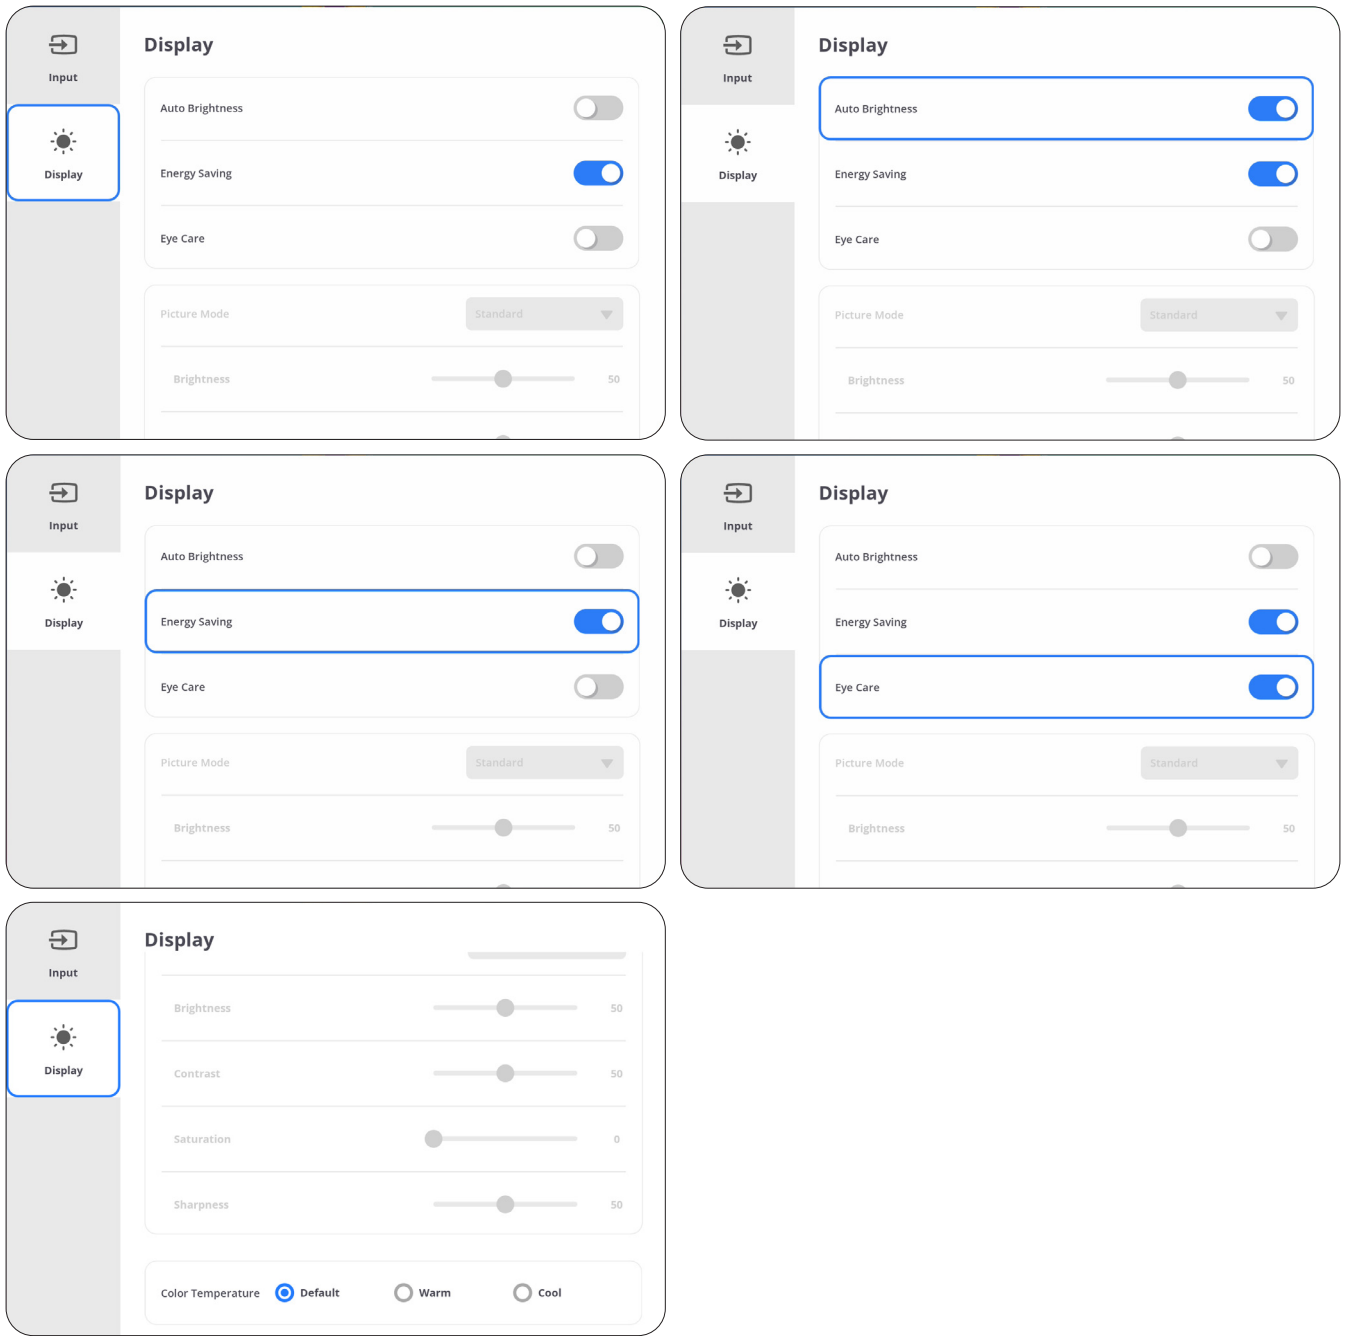 Input
Display
Display
Auto Brightness
Energy Saving
Eye Care
Picture Mode Standard
Brightness 50
Input
Display
Display
Auto Brightness
Energy Saving
Eye Care
Picture Mode Standard
Brightness 50
Input
Display
Display
Auto Brightness
Energy Saving
Eye Care
Picture Mode Standard
Brightness 50
Input
Display
Display
Auto Brightness
Energy Saving
Eye Care
Picture Mode Standard
Brightness 50
Input
Display
Display
Brightness 50
Contrast 50
Saturation 0
Sharpness 50
Color Temperature Default Warm Cool